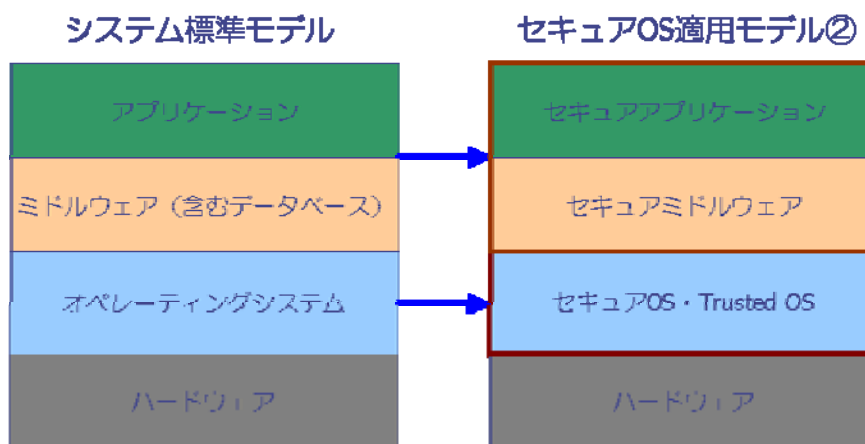 システム標準モデル
セキュアOS適用モデル②
アプリケーション
セキュアアプリケーション
ミドルウェア（含むデータベース）
セキュアミドルウェア
オペレーティングシステム
セキュアOS・Trusted OS
ハードウェア
ハードウェア